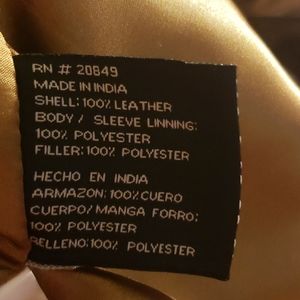 RN # 20849
MADE IN INDIA
SHELL: 100% LEATHER
BODY / SLEEVE LINNING:
100% POLYESTER
FILLER: 100% POLYESTER
HECHO EN INDIA
ARMAZON: 100% CUERO
CUERPO/ MANGA FORRO:
100% POLYESTER
RELLENO: 100% POLYESTER